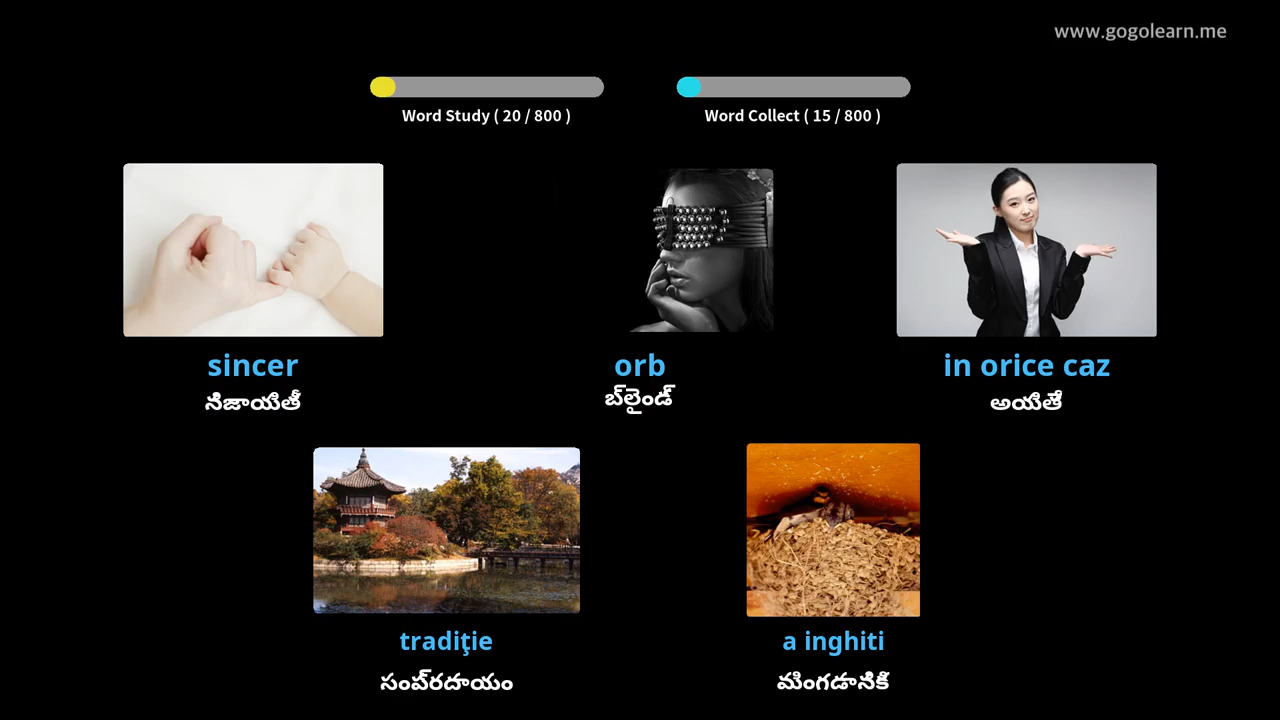 www.gogolearn.me
Word Study ( 20 / 800 )
Word Collect ( 15 / 800 )
sincer
నిజాయితీ
orb
బ్‌లైండ్
in orice caz
అయితే
tradiţie
సంప్‌రదాయం
a inghiti
మింగడానికి